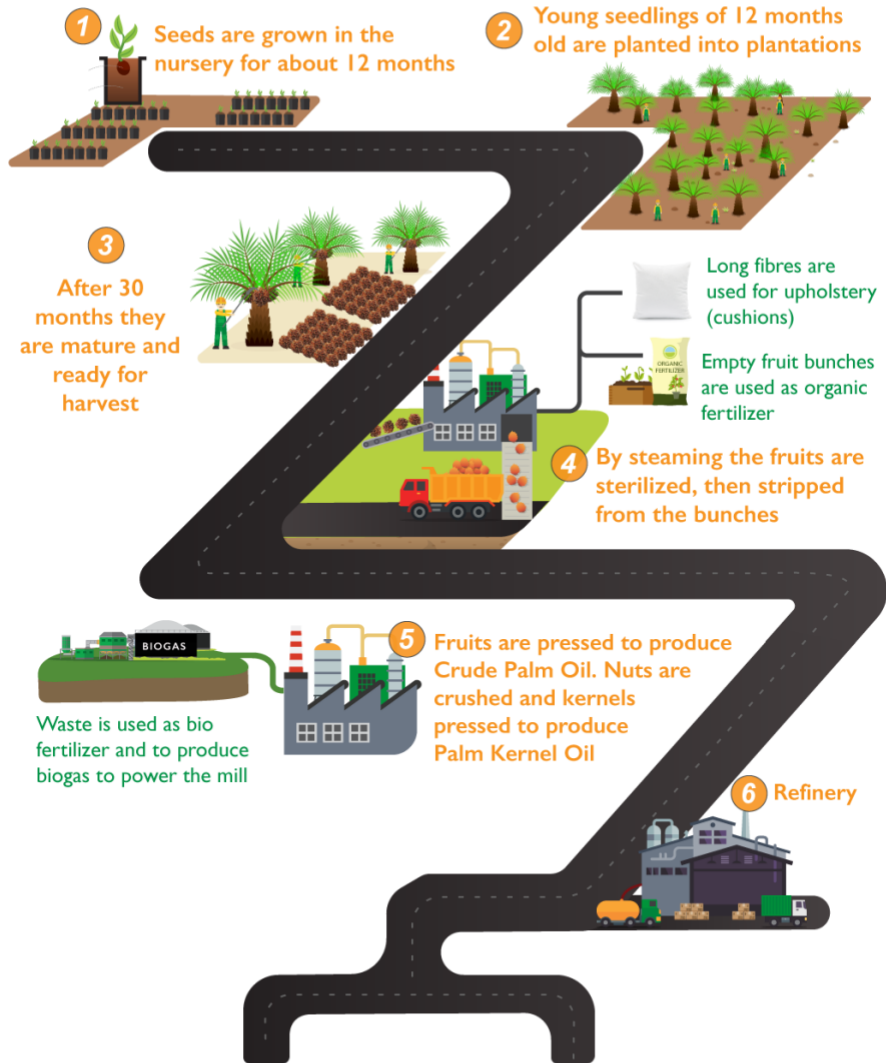 1
Seeds are grown in the
nursery for about 12 months
2
Young seedlings of 12 months
old are planted into plantations
3
After 30
months they
are mature and
ready for
harvest
Long fibres are
used for upholstery
(cushions)
ORGANIC
FERTILIZER
Empty fruit bunches
are used as organic
fertilizer
4
By steaming the fruits are
sterilized, then stripped
from the bunches
BIOGAS
Waste is used as bio
fertilizer and to produce
biogas to power the mill
5
Fruits are pressed to produce
Crude Palm Oil. Nuts are
crushed and kernels
pressed to produce
Palm Kernel Oil
6
Refinery